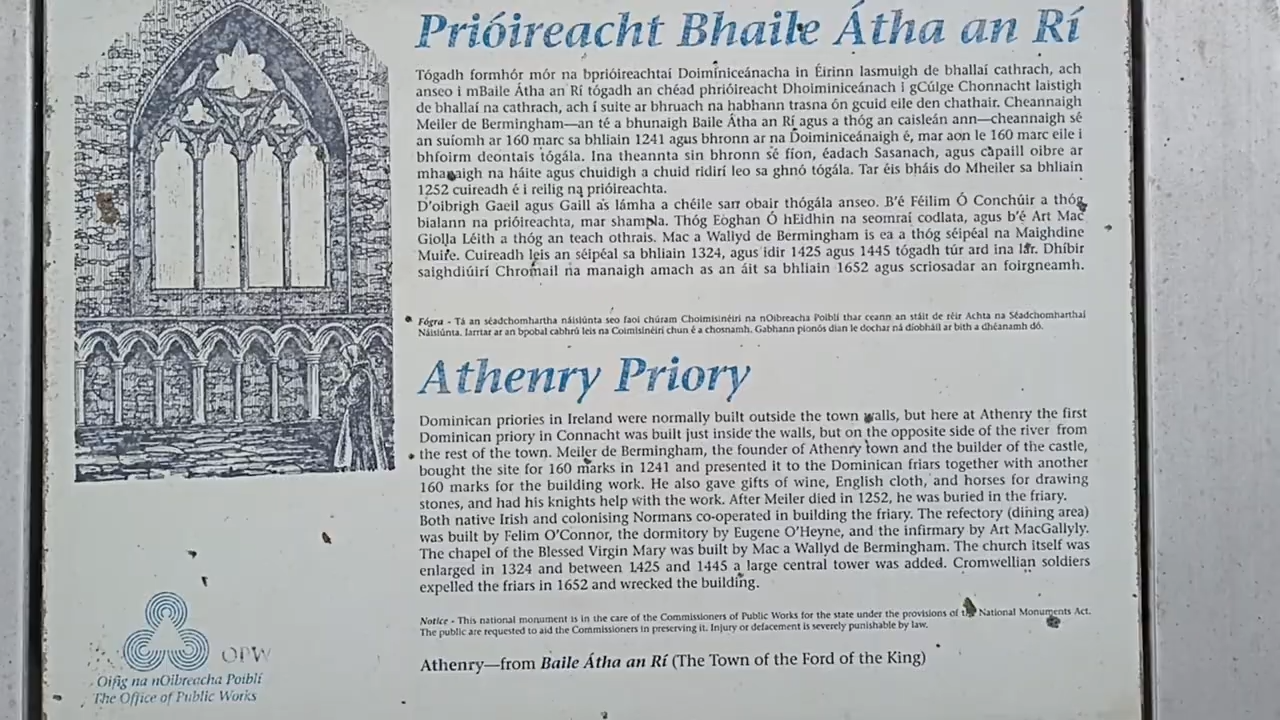 Prióireacht Bhaile Átha an Rí
Tógadh formhór mór na bprióireachtaí Doiminiceánacha in Éirinn lasmuigh de bhallaí cathrach, ach
anseo i mBaile Átha an Rí tógadh an chéad phrióireacht Dhoiminiceánach i gCúige Chonnacht laistigh
de bhallaí na cathrach, ach í suite ar bhruach na habhann trasna ón gcuid eile den chathair. Cheannaigh
Meiler de Bermingham—an té a bhunaigh Baile Átha an Rí agus a thóg an caisleán ann—cheannaigh sé
an suíomh ar 160 marc sa bhliain 1241 agus bhronn ar na Doiminiceánaigh é, mar aon le 160 marc eile i
bhfoirm deontais tógála. Ina theannta sin bhronn sé fíon, éadach Sasanach, agus capaill oibre ar
mhanaigh na háite agus chuidigh a chuid ridirí leo sa ghnó tógála. Tar éis bháis do Mheiler sa bhliain
1252 cuireadh é i reilig na prióireachta.
D'oibrigh Gaeil agus Gaill as lámha a chéile san obair thógála anseo. B'é Féilim Ó Conchúir a thóg
bialann na prióireachta, mar shampla. Thóg Eoghan Ó hEidhin na seomraí codlata, agus b'é Art Mac
Giolla Léith a thóg an teach othrais. Mac a Wallyd de Bermingham is ea a thóg séipéal na Maighdine
Muire. Cuireadh leis an séipéal sa bhliain 1324, agus idir 1425 agus 1445 tógadh túr ard ina lár. Dhíbir
saighdiúirí Chromail na manaigh amach as an áit sa bhliain 1652 agus scriosadar an foirgneamh.
Fógra - Tá an séadchomhartha náisiúnta seo faoi chúram Choimisinéirí na nOibreacha Poiblí thar ceann an stáit de réir Achta na Séadchomharthaí
Náisiúnta. Iarrtar ar an bpobal cabhrú leis na Coimisinéirí chun é a chosnamh. Gabhann pionós dian le dochar ná díobháil ar bith a dhéanamh dó.
Athenry Priory
Dominican priories in Ireland were normally built outside the town walls, but here at Athenry the first
Dominican priory in Connacht was built just inside the walls, but on the opposite side of the river from
the rest of the town. Meiler de Bermingham, the founder of Athenry town and the builder of the castle,
bought the site for 160 marks in 1241 and presented it to the Dominican friars together with another
160 marks for the building work. He also gave gifts of wine, English cloth, and horses for drawing
stones, and had his knights help with the work. After Meiler died in 1252, he was buried in the friary.
Both native Irish and colonising Normans co-operated in building the friary. The refectory (dining area)
was built by Felim O'Connor, the dormitory by Eugene O'Heyne, and the infirmary by Art MacGallyly.
The chapel of the Blessed Virgin Mary was built by Mac a Wallyd de Bermingham. The church itself was
enlarged in 1324 and between 1425 and 1445 a large central tower was added. Cromwellian soldiers
expelled the friars in 1652 and wrecked the building.
Notice - This national monument is in the care of the Commissioners of Public Works for the state under the provisions of the National Monuments Act.
The public are requested to aid the Commissioners in preserving it. Injury or defacement is severely punishable by law.
Athenry—from Baile Átha an Rí (The Town of the Ford of the King)
OPW
Oifig na nOibreacha Poiblí
The Office of Public Works